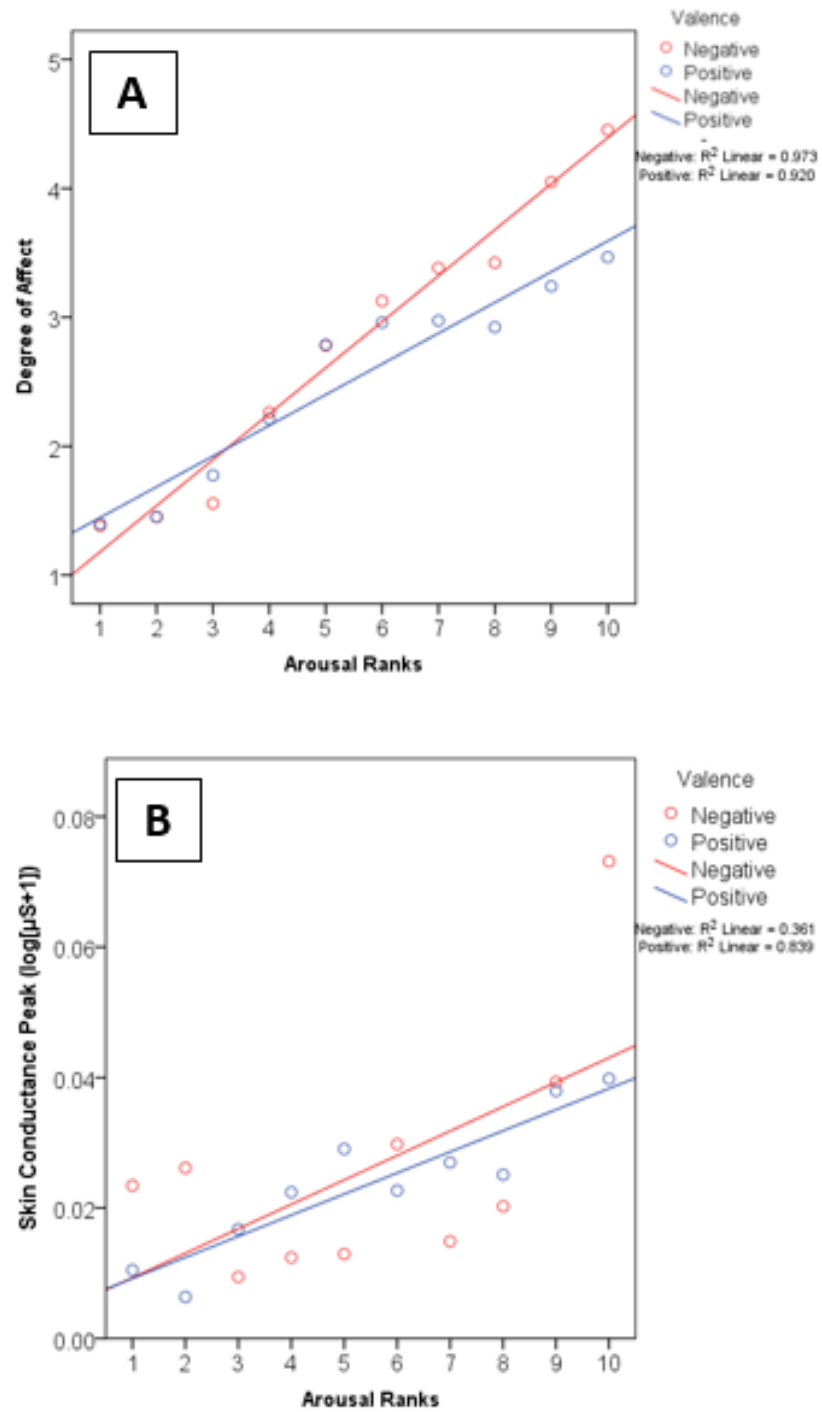 Valence
Negative
Positive
Negative
Positive
Negative: R2 Linear = 0.973
Positive: R2 Linear = 0.920
A
5
4
3
2
1
Degree of Affect
1 2 3 4 5 6 7 8 9 10
Arousal Ranks
Valence
Negative
Positive
Negative
Positive
Negative: R2 Linear = 0.361
Positive: R2 Linear = 0.839
B
0.08
0.06
0.04
0.02
0.00
Skin Conductance Peak (log[µS+1])
1 2 3 4 5 6 7 8 9 10
Arousal Ranks